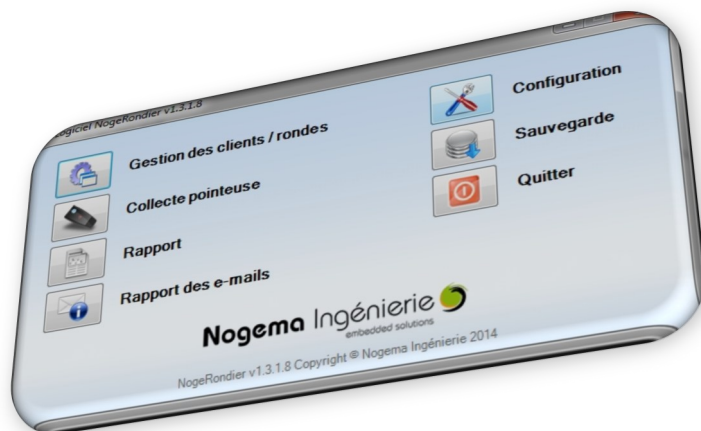 Logiciel NogeRondier v1.3.1.8
Gestion des clients / rondes
Collecte pointeuse
Rapport
Rapport des e-mails
Configuration
Sauvegarde
Quitter
Nogema Ingénierie
embedded solutions
NogeRondier v1.3.1.8 Copyright © Nogema Ingénierie 2014